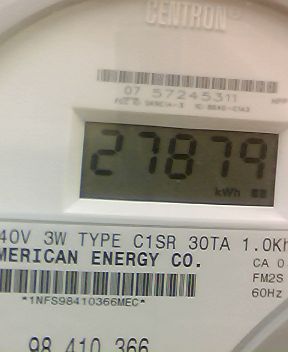 CENTRON®
07 57245311
27879
kWh
40V 3W TYPE C1SR 30TA 1.0Kh
MERICAN ENERGY CO.
CA 0
FM2S
60Hz
*1NFS98410366MEC*
98 410 366